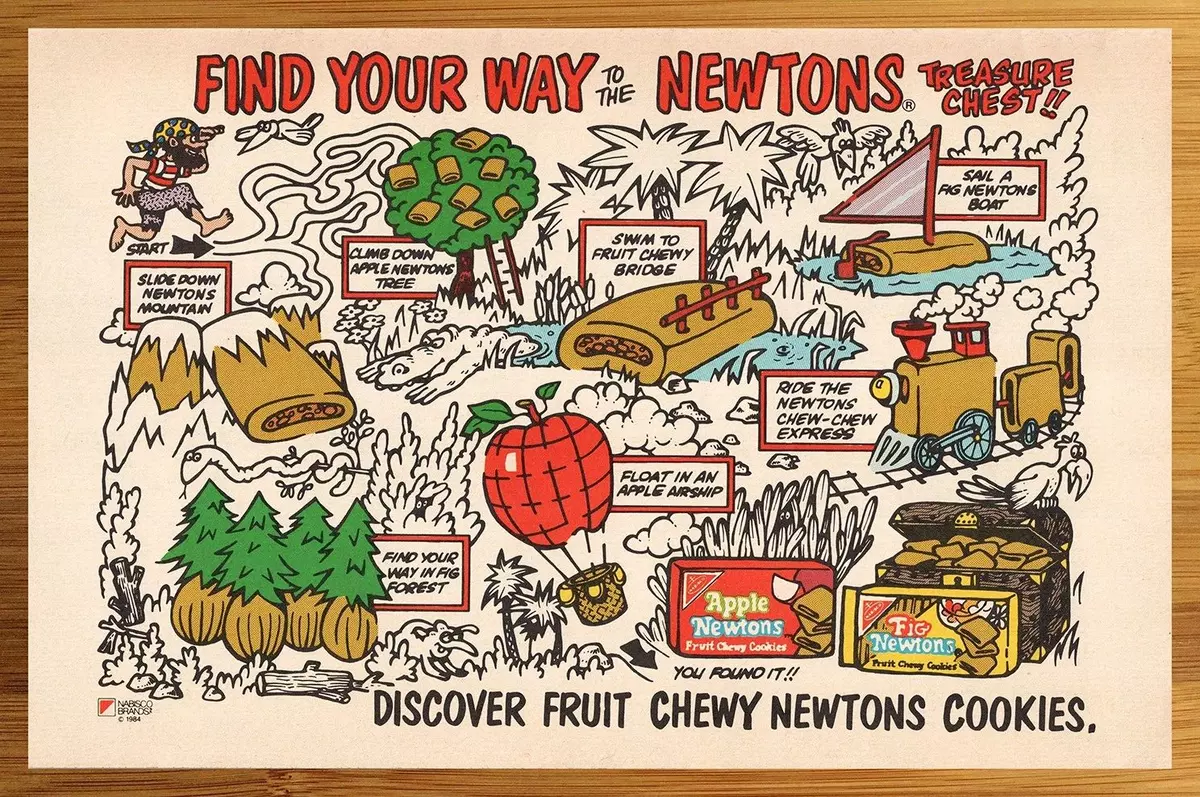 FIND YOUR WAY TO THE NEWTONS® TREASURE CHEST!!
START
SLIDE DOWN
NEWTONS
MOUNTAIN
CLIMB DOWN
APPLE NEWTONS
TREE
SWIM TO
FRUIT CHEWY
BRIDGE
SAIL A
FIG NEWTONS
BOAT
RIDE THE
NEWTONS
CHEW-CHEW
EXPRESS
FLOAT IN AN
APPLE AIRSHIP
FIND YOUR
WAY IN FIG
FOREST
Apple
Newtons
Fruit Chewy Cookies
Fig
Newtons
Fruit Chewy Cookies
YOU FOUND IT!!
NABISCO
BRANDS
© 1984
DISCOVER FRUIT CHEWY NEWTONS COOKIES.